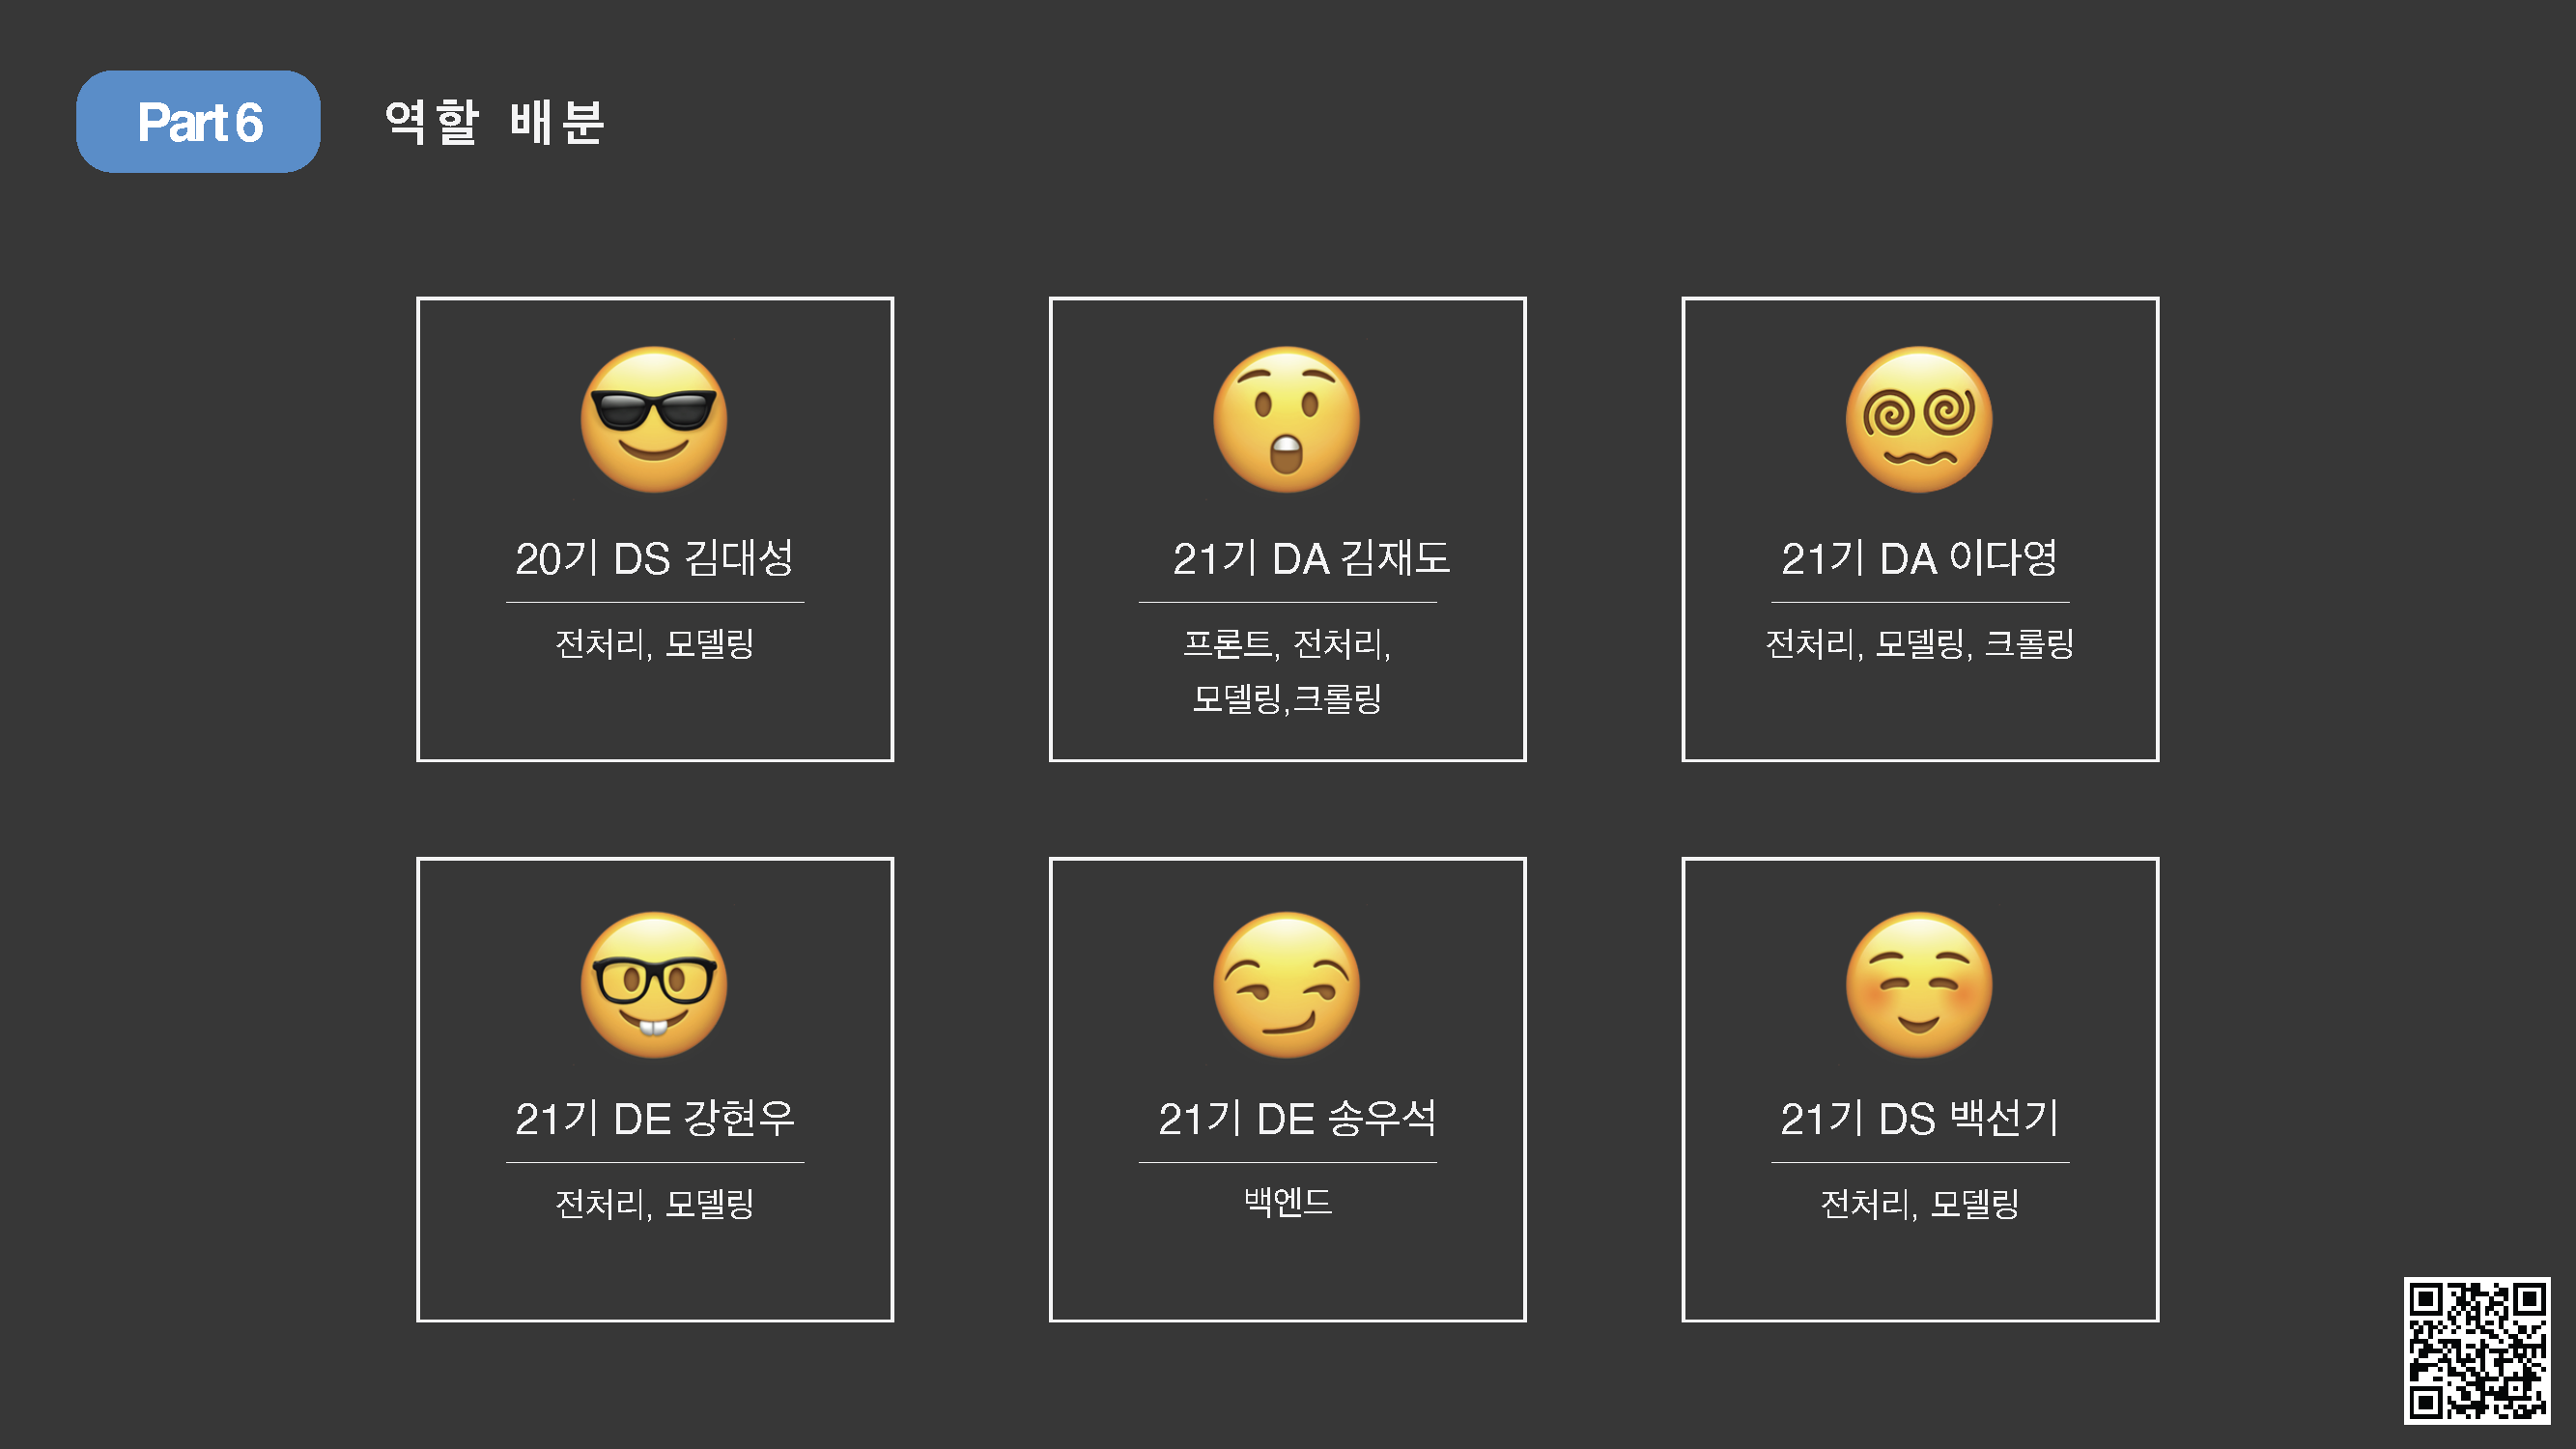 Part 6
역할 배분
20기 DS 김대성
전처리, 모델링
21기 DA 김재도
프론트, 전처리,
모델링,크롤링
21기 DA 이다영
전처리, 모델링, 크롤링
21기 DE 강현우
전처리, 모델링
21기 DE 송우석
백엔드
21기 DS 백선기
전처리, 모델링